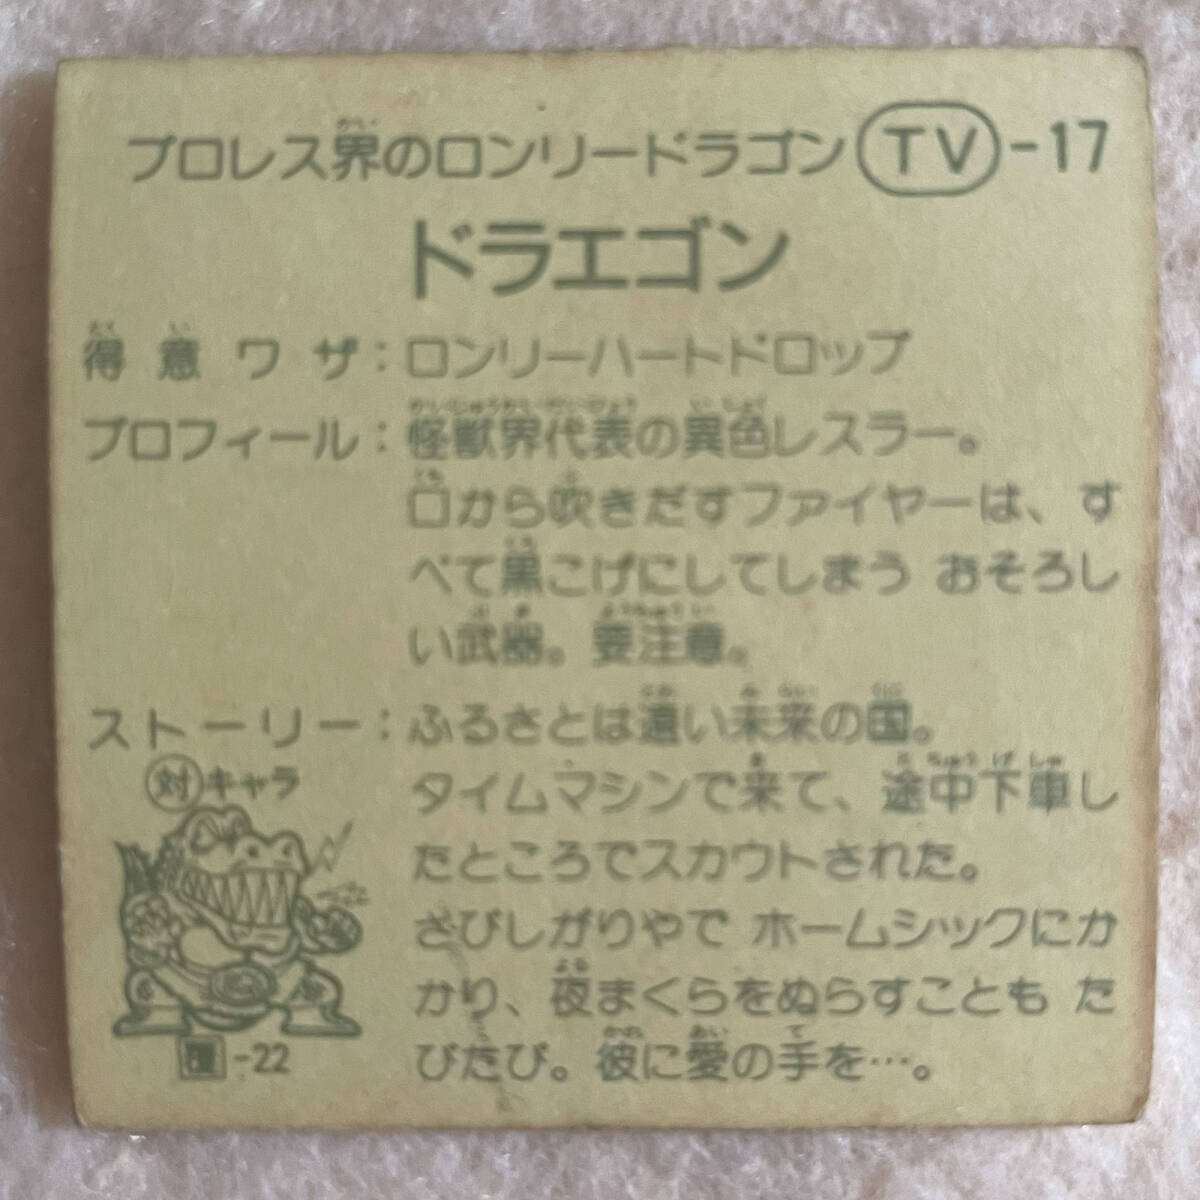 プロレス界のロンリードラゴン TV-17
ドラエゴン
得意ワザ：ロンリーハートドロップ
プロフィール：怪獣界代表の異色レスラー。
口から吹きだすファイヤーは、す
べて黒こげにしてしまう おそろし
い武器。要注意。
ストーリー：ふるさとは遠い未来の国。
対キャラ
タイムマシンで来て、途中下車し
たところでスカウトされた。
さびしがりやで ホームシックにか
かり、夜まくらをぬらすことも た
びたび。彼に愛の手を…。
覆-22